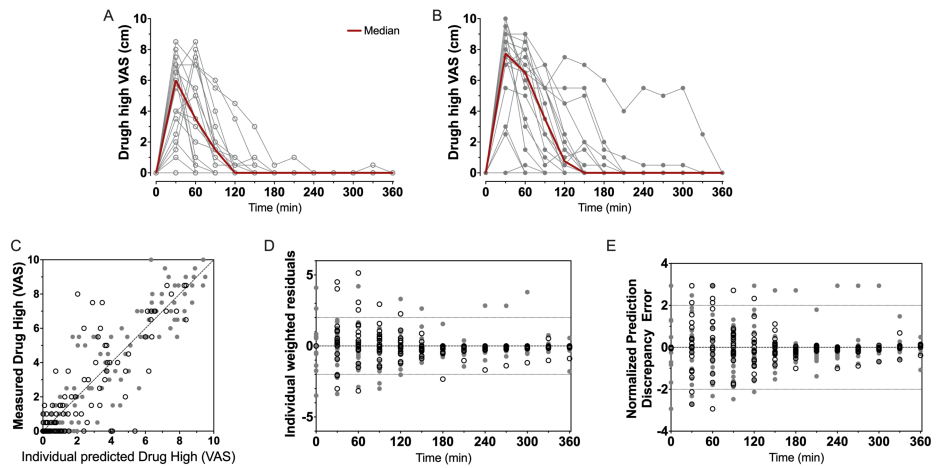 A
Drugh high VAS (cm)
10
8
6
4
2
0
0 60 120 180 240 300 360
Time (min)
Median
B
Drugh high VAS (cm)
10
8
6
4
2
0
0 60 120 180 240 300 360
Time (min)
C
Measured Drug High (VAS)
10
8
6
4
2
0
0 2 4 6 8 10
Individual predicted Drug High (VAS)
D
Individual weighted residuals
5
0
-5
0 60 120 180 240 300 360
Time (min)
E
Normalized Prediction
Discrepancy Error
4
2
0
-2
-4
0 60 120 180 240 300 360
Time (min)